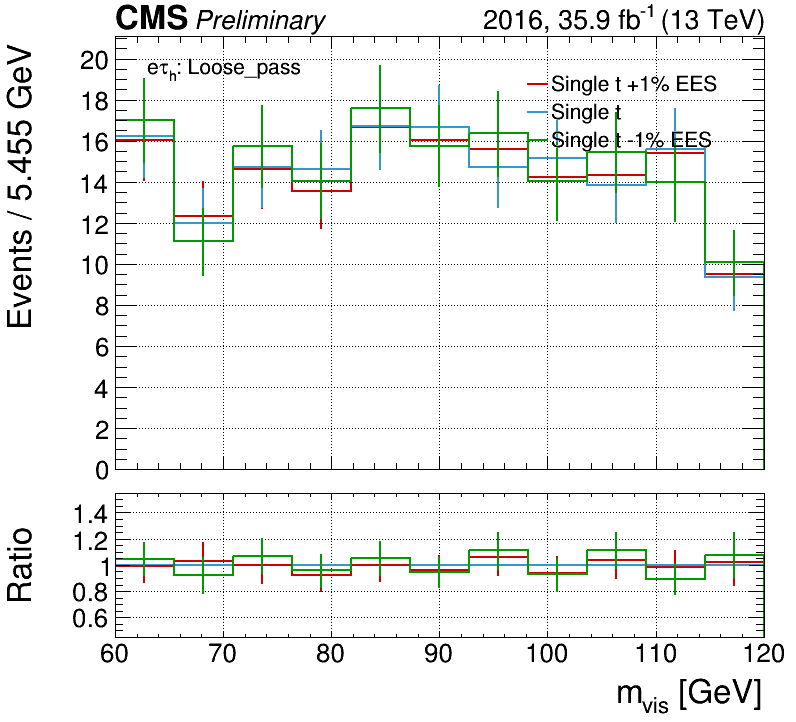 CMS Preliminary 2016, 35.9 fb⁻¹ (13 TeV)
eτₕ: Loose_pass
Single t +1% EES
Single t
Single t -1% EES
Events / 5.455 GeV
20
18
16
14
12
10
8
6
4
2
0
Ratio
1.4
1.2
1
0.8
0.6
60 70 80 90 100 110 120
m_vis [GeV]